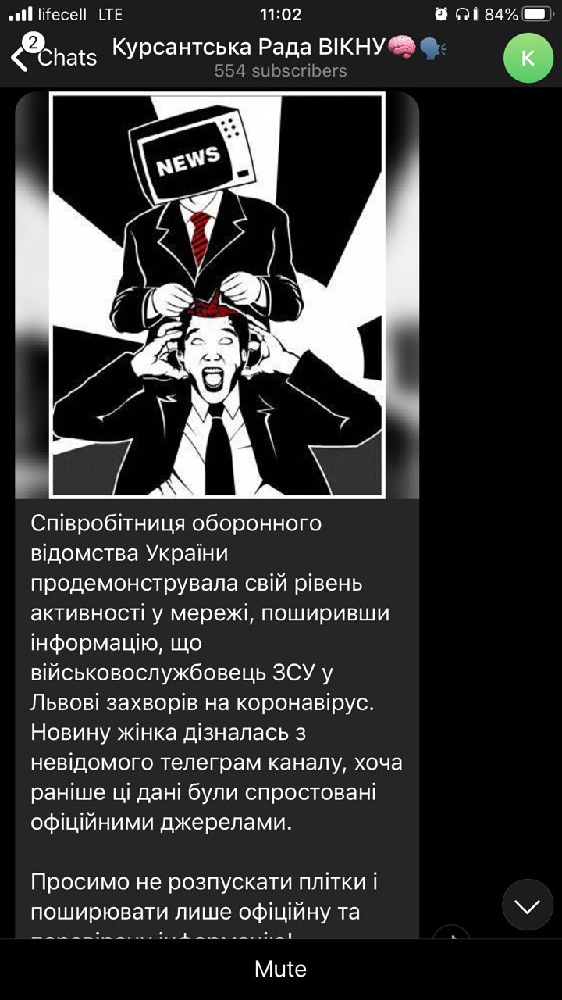 lifecell LTE
11:02
84%
2
Chats
Курсантська Рада ВІКНУ🧠🗣
554 subscribers
K
NEWS
Співробітниця оборонного
відомства України
продемонструвала свій рівень
активності у мережі, поширивши
інформацію, що
військовослужбовець ЗСУ у
Львові захворів на коронавірус.
Новину жінка дізналась з
невідомого телеграм каналу, хоча
раніше ці дані були спростовані
офіційними джерелами.
Просимо не розпускати плітки і
поширювати лише офіційну та
Mute